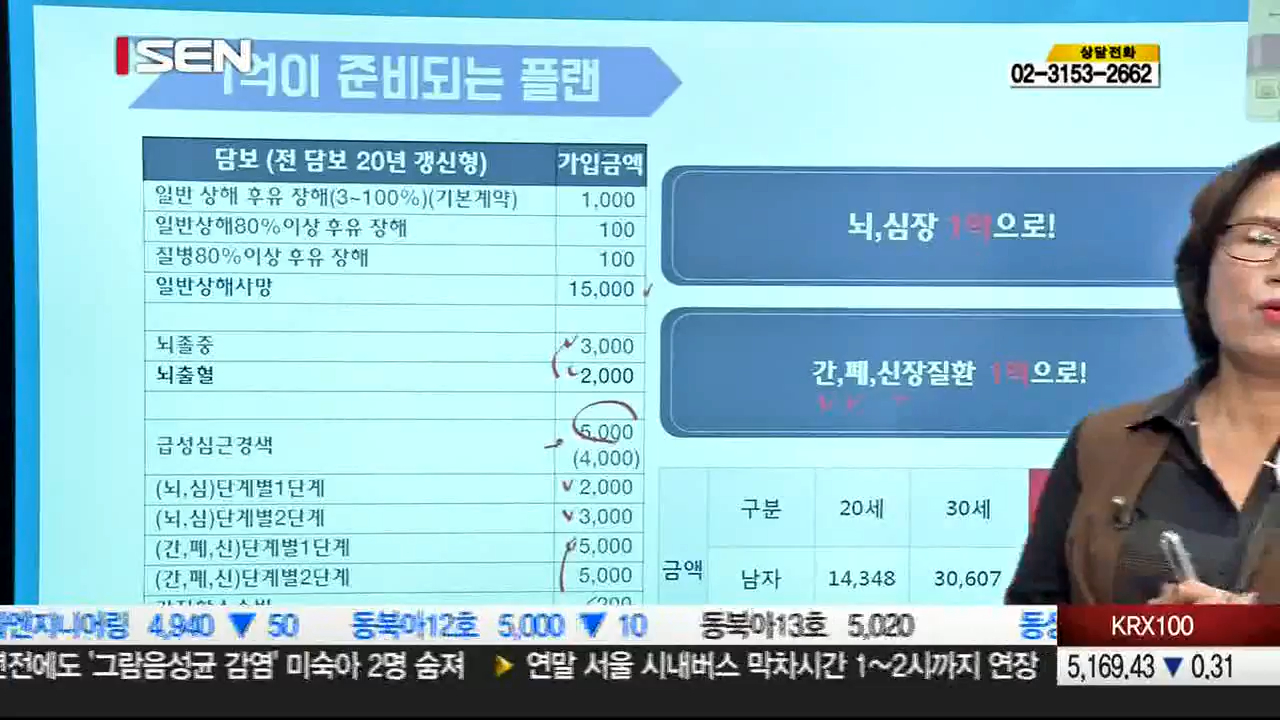 SEN
상담전화
02-3153-2662
1억이 준비되는 플랜
담보 (전 담보 20년 갱신형) 가입금액
일반 상해 후유 장해(3~100%)(기본계약) 1,000
일반상해80%이상 후유 장해 100
질병80%이상 후유 장해 100
일반상해사망 15,000
뇌졸중 3,000
뇌출혈 2,000
급성심근경색 5,000
(4,000)
(뇌,심)단계별1단계 2,000
(뇌,심)단계별2단계 3,000
(간,폐,신)단계별1단계 5,000
(간,폐,신)단계별2단계 5,000
뇌,심장 1억으로!
간,폐,신장질환 1억으로!
구분 20세 30세
금액 남자 14,348 30,607
엔지니어링 4,940 ▼ 50 동북아12호 5,000 ▼ 10 동북아13호 5,020
KRX100
전에도 '그람음성균 감염' 미숙아 2명 숨져 ▶ 연말 서울 시내버스 막차시간 1~2시까지 연장
5,169.43 ▼ 0.31